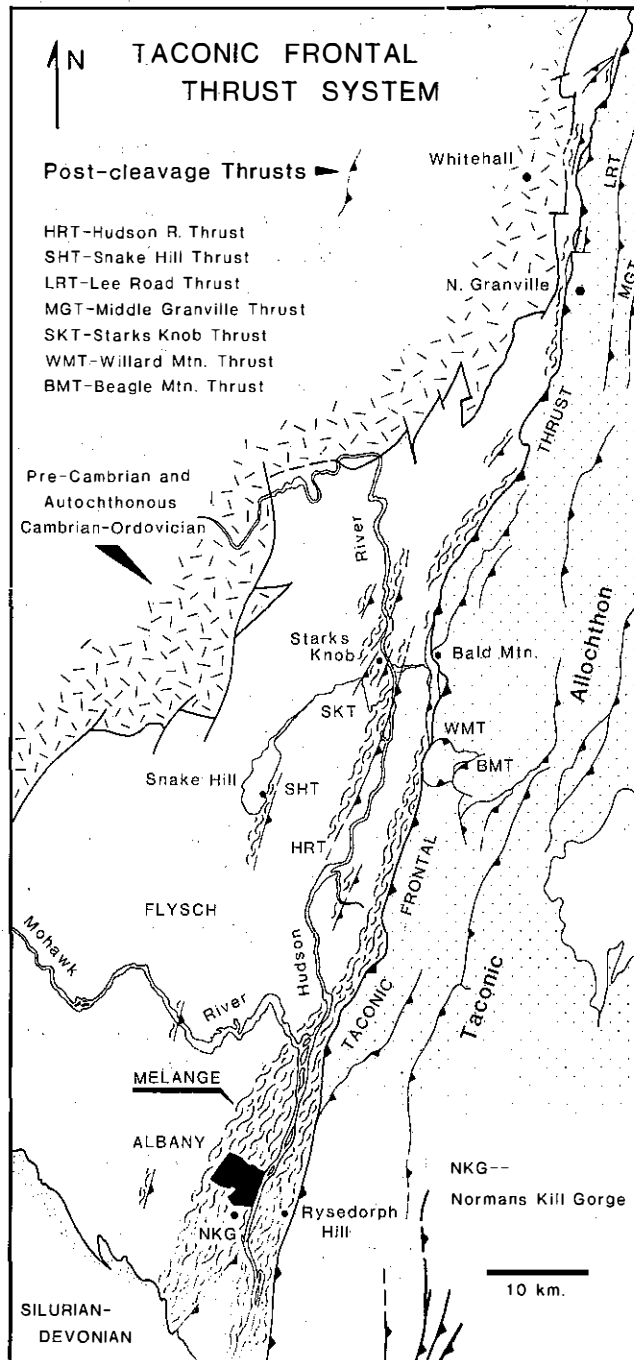 N
TACONIC FRONTAL
THRUST SYSTEM
Post-cleavage Thrusts
HRT-Hudson R. Thrust
SHT-Snake Hill Thrust
LRT-Lee Road Thrust
MGT-Middle Granville Thrust
SKT-Starks Knob Thrust
WMT-Willard Mtn. Thrust
BMT-Beagle Mtn. Thrust
Whitehall
LRT
N. Granville
MGT
THRUST
Pre-Cambrian and
Autochthonous
Cambrian-Ordovician
River
Starks
Knob
Bald Mtn.
Allochthon
SKT
WMT
BMT
Snake Hill
SHT
HRT
FRONTAL
FLYSCH
Mohawk
River
Hudson
TACONIC
Taconic
MELANGE
ALBANY
NKG
Rysedorph
Hill
NKG--
Normans Kill Gorge
10 km.
SILURIAN-
DEVONIAN